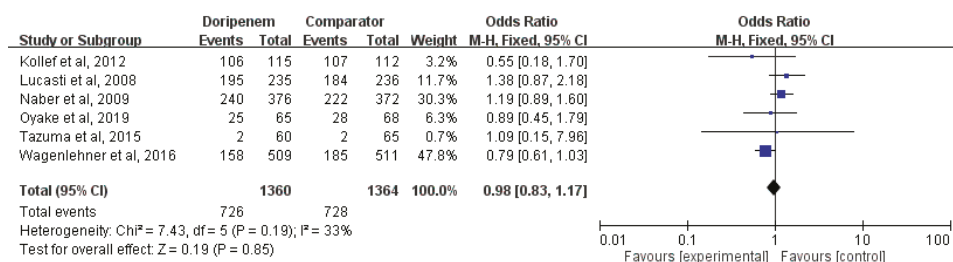 Doripenem Comparator Odds Ratio Odds Ratio
Study or Subgroup Events Total Events Total Weight M-H, Fixed, 95% CI M-H, Fixed, 95% CI
Kollef et al, 2012 106 115 107 112 3.2% 0.55 [0.18, 1.70]
Lucasti et al, 2008 195 235 184 236 11.7% 1.38 [0.87, 2.18]
Naber et al, 2009 240 376 222 372 30.3% 1.19 [0.89, 1.60]
Oyake et al, 2019 25 65 28 68 6.3% 0.89 [0.45, 1.79]
Tazuma et al, 2015 2 60 2 65 0.7% 1.09 [0.15, 7.96]
Wagenlehner et al, 2016 158 509 185 511 47.8% 0.79 [0.61, 1.03]
Total (95% CI) 1360 1364 100.0% 0.98 [0.83, 1.17]
Total events 726 728
Heterogeneity: Chi² = 7.43, df = 5 (P = 0.19); I² = 33%
Test for overall effect: Z = 0.19 (P = 0.85)
0.01 0.1 1 10 100
Favours [experimental] Favours [control]